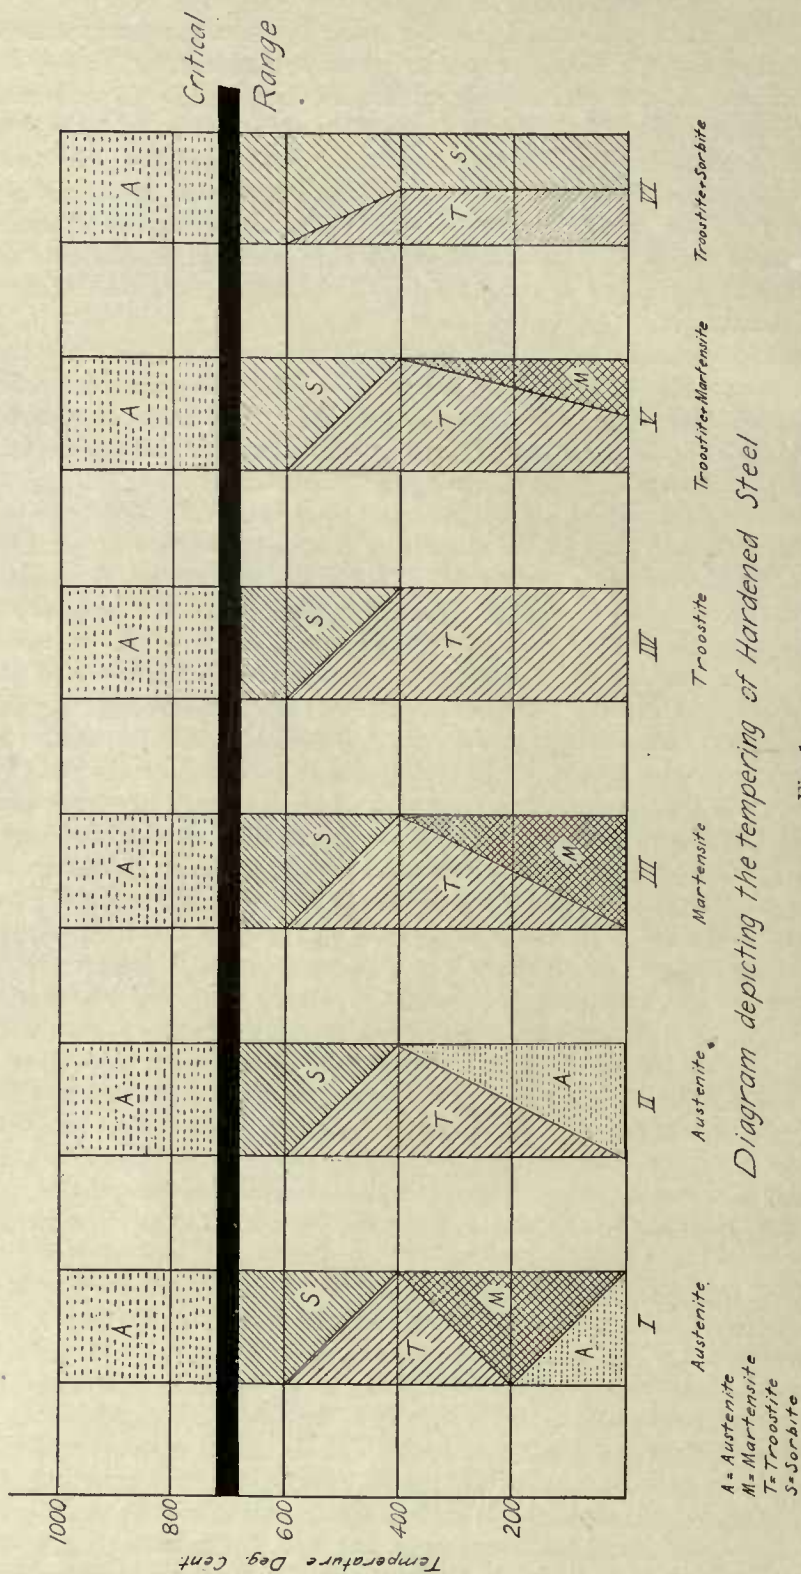 Critical
Range
Temperature Deg. Cent.
1000
800
600
400
200
A
A
A
A
A
A
S
S
S
S
S
T
T
T
T
T
T
S
M
A
M
M
A
I
II
III
III
V
VI
Austenite
Austenite
Martensite
Troostite
Troostite+Martensite
Troostite+Sorbite
A = Austenite
M = Martensite
T = Troostite
S = Sorbite
Diagram depicting the tempering of Hardened Steel